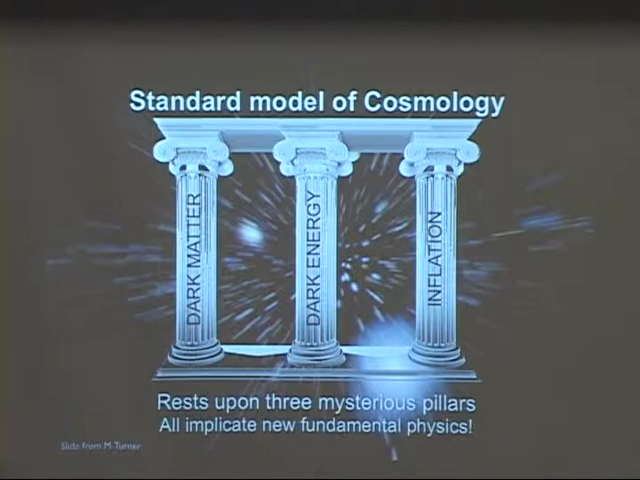 Standard model of Cosmology
DARK MATTER
DARK ENERGY
INFLATION
Rests upon three mysterious pillars
All implicate new fundamental physics!
Slide from M. Turner